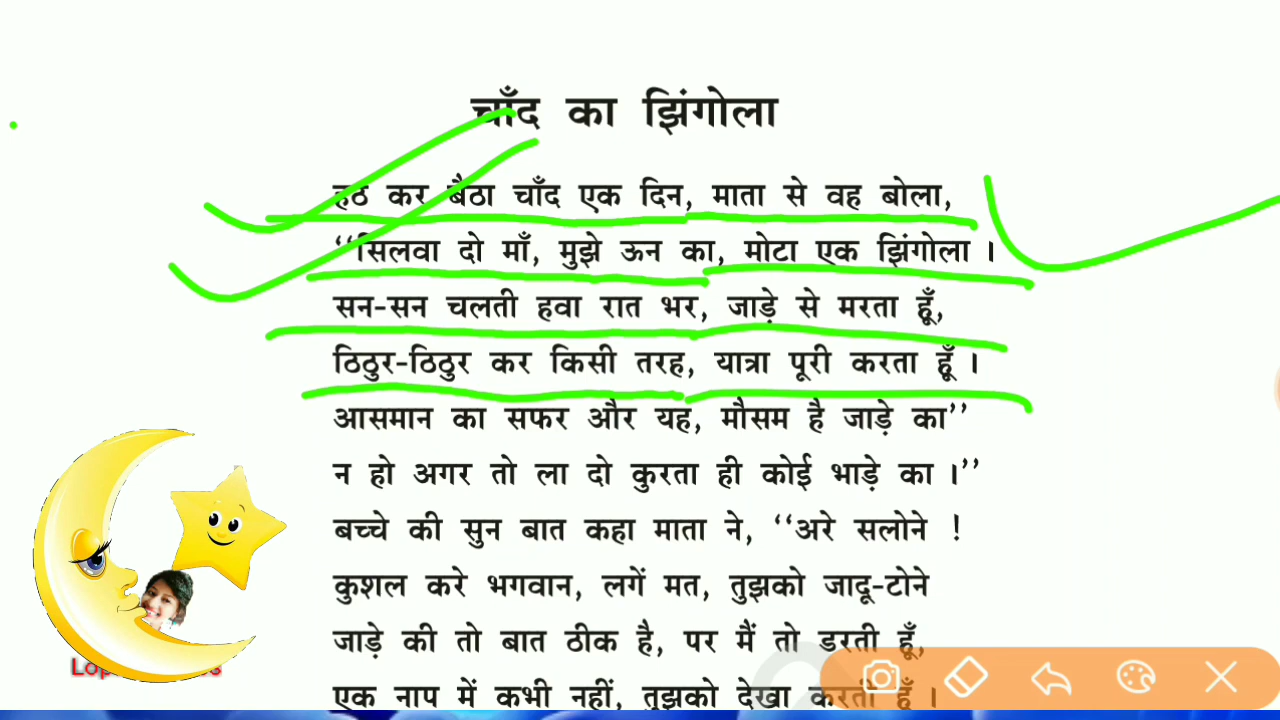 चाँद का झिंगोला
हठ कर बैठा चाँद एक दिन, माता से वह बोला,
‘‘सिलवा दो माँ, मुझे ऊन का, मोटा एक झिंगोला ।
सन-सन चलती हवा रात भर, जाड़े से मरता हूँ,
ठिठुर-ठिठुर कर किसी तरह, यात्रा पूरी करता हूँ ।
आसमान का सफर और यह, मौसम है जाड़े का’’
न हो अगर तो ला दो कुरता ही कोई भाड़े का ।’’
बच्चे की सुन बात कहा माता ने, ‘‘अरे सलोने !
कुशल करे भगवान, लगें मत, तुझको जादू-टोने
जाड़े की तो बात ठीक है, पर मैं तो डरती हूँ,
एक नाप में कभी नहीं, तुझको देखा करती हूँ ।